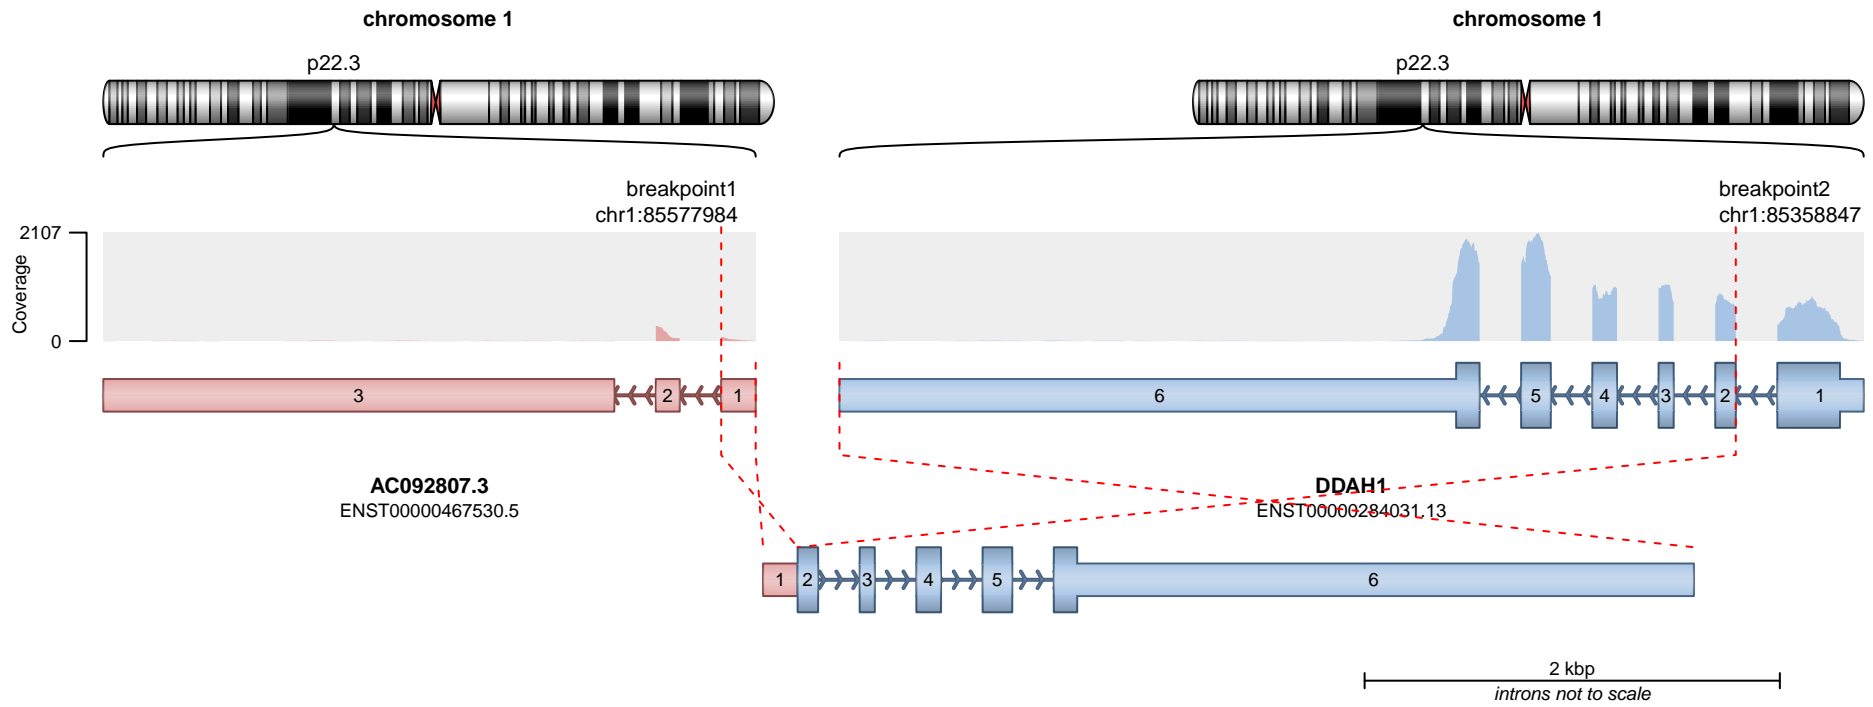 chromosome 1
chromosome 1
p22.3
p22.3
breakpoint1
chr1:85577984
breakpoint2
chr1:85358847
2107
Coverage
0
3
2
1
6
5
4
3
2
1
AC092807.3
ENST00000467530.5
DDAH1
ENST00000284031.13
1
2
3
4
5
6
2 kbp
introns not to scale